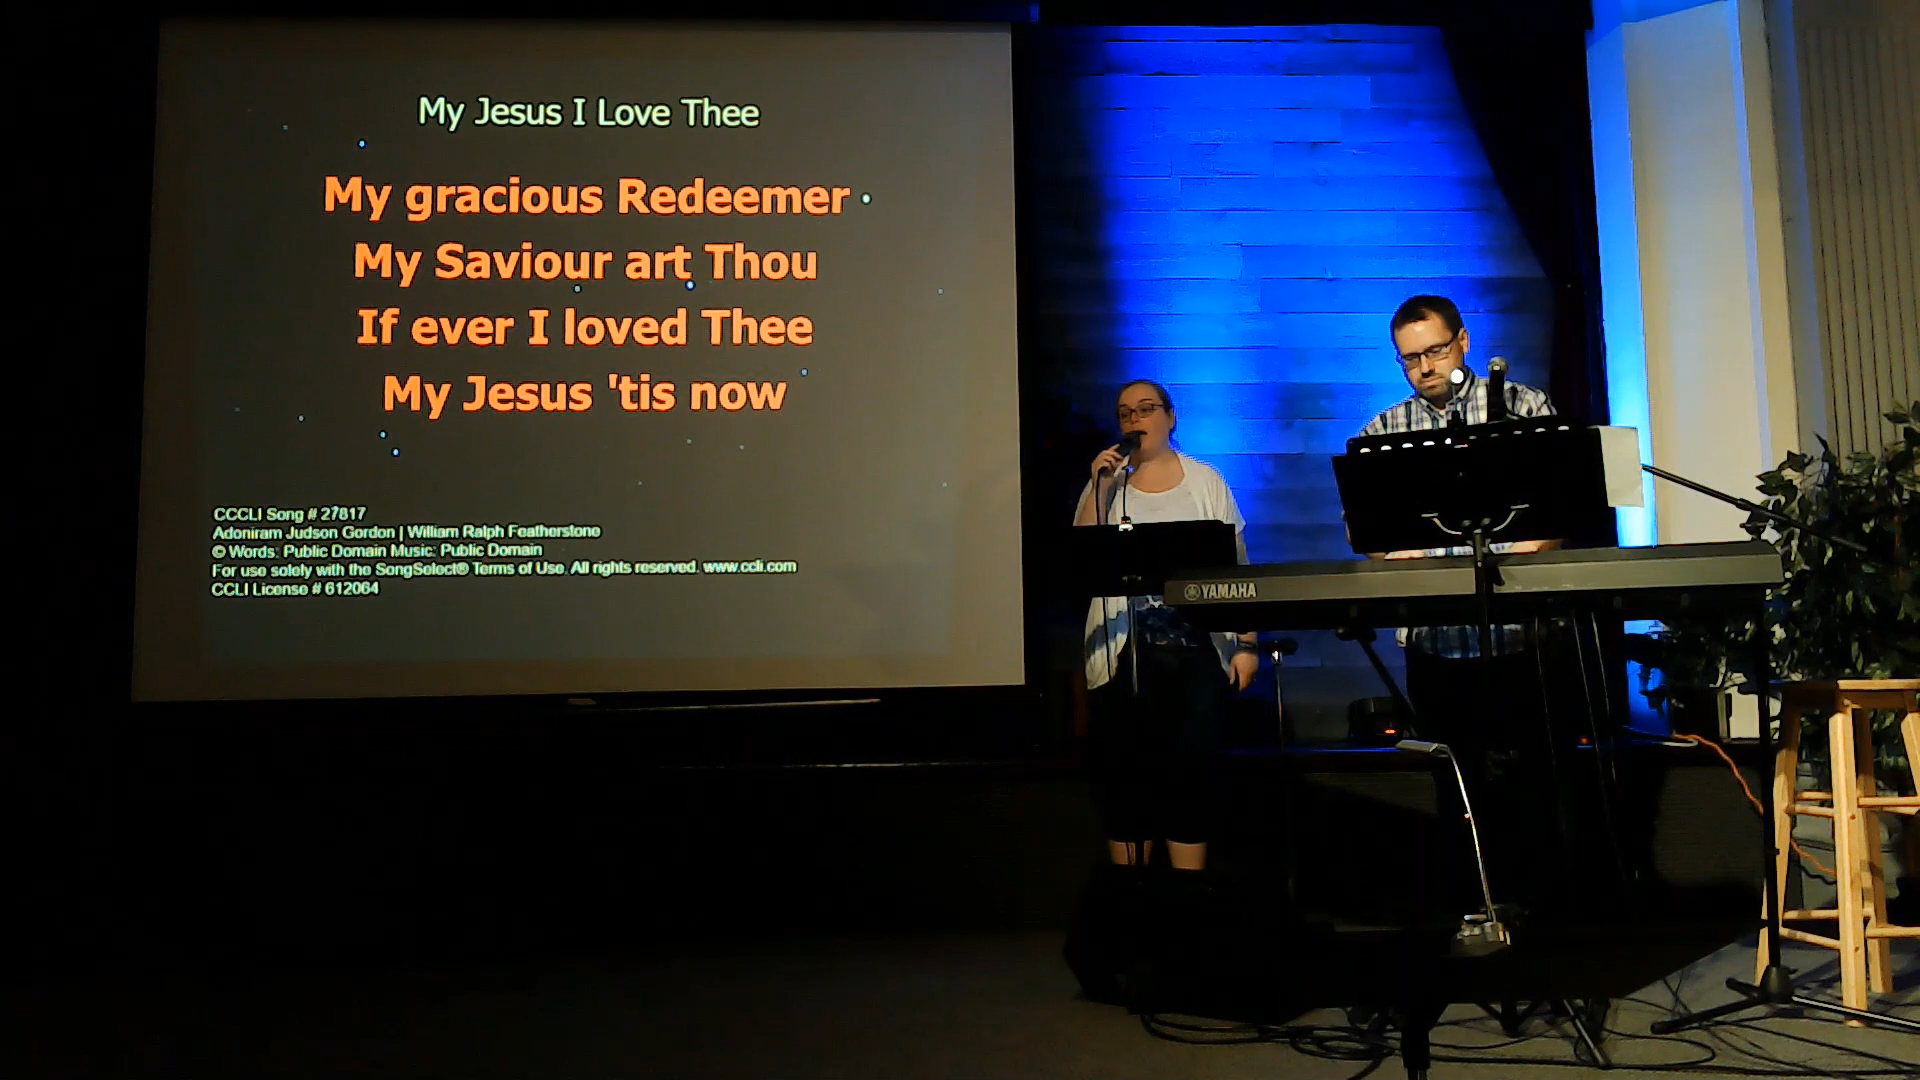 My Jesus I Love Thee
My gracious Redeemer
My Saviour art Thou
If ever I loved Thee
My Jesus 'tis now
CCCLI Song # 27817
Adoniram Judson Gordon | William Ralph Featherstone
© Words: Public Domain Music: Public Domain
For use solely with the SongSelect® Terms of Use. All rights reserved. www.ccli.com
CCLI License # 612064
YAMAHA